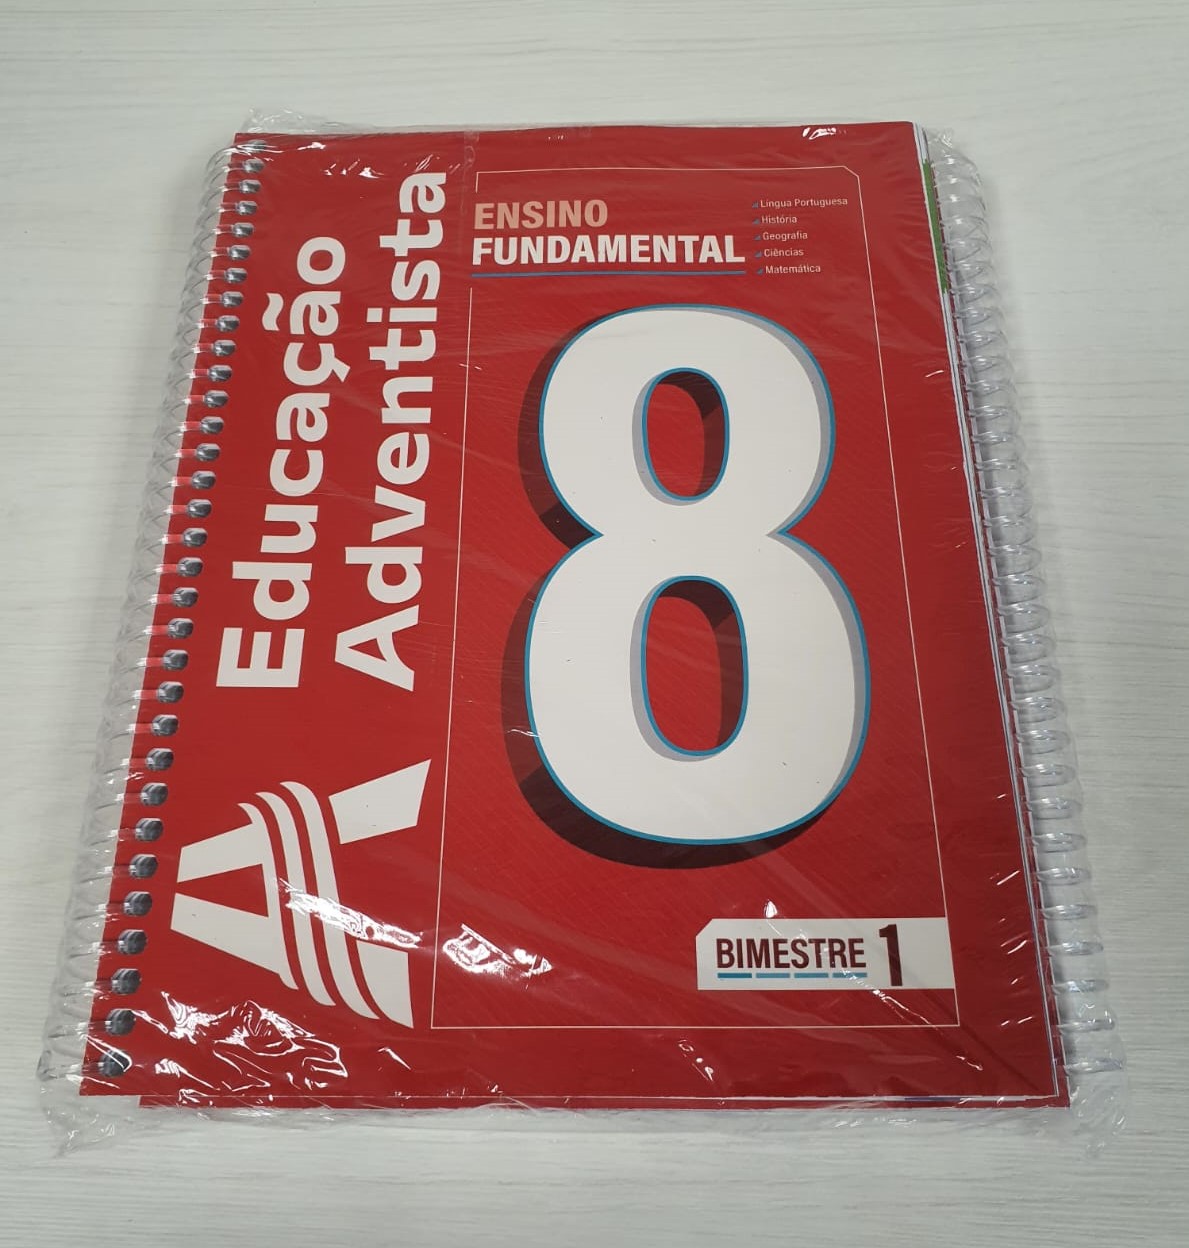 Educação
Adventista
ENSINO
FUNDAMENTAL
Língua Portuguesa
História
Geografia
Ciências
Matemática
8
BIMESTRE 1